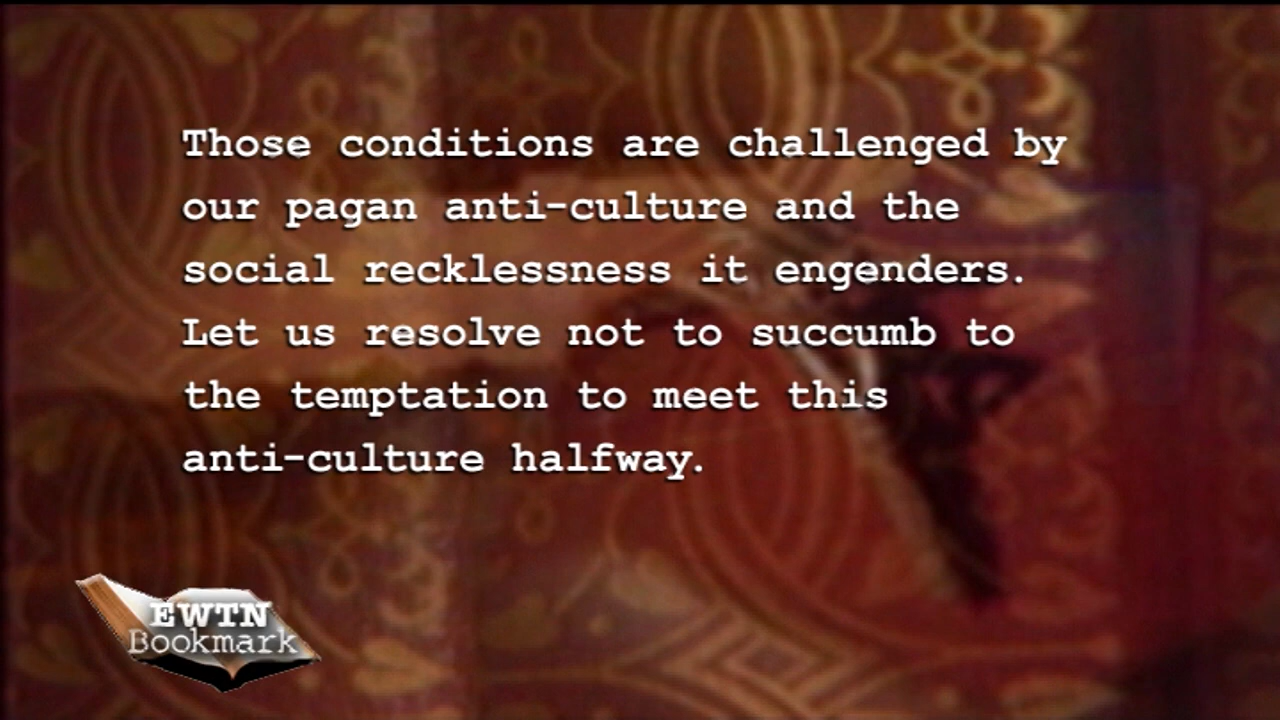 Those conditions are challenged by
our pagan anti-culture and the
social recklessness it engenders.
Let us resolve not to succumb to
the temptation to meet this
anti-culture halfway.
EWTN
Bookmark